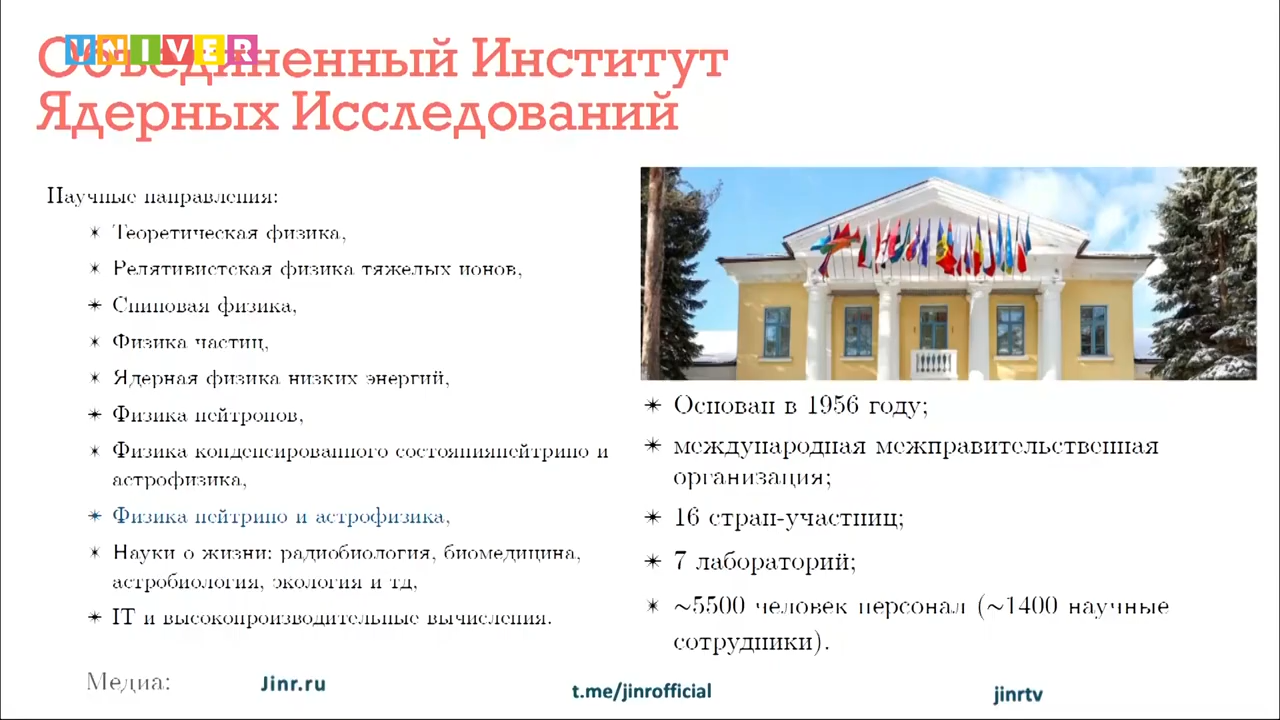 UNIVER
Объединенный Институт
Ядерных Исследований
Научные направления:
✶ Теоретическая физика,
✶ Релятивистская физика тяжелых ионов,
✶ Спиновая физика,
✶ Физика частиц,
✶ Ядерная физика низких энергий,
✶ Физика нейтронов,
✶ Физика конденсированного состояниянейтрино и
астрофизика,
✶ Физика нейтрино и астрофизика,
✶ Науки о жизни: радиобиология, биомедицина,
астробиология, экология и тд,
✶ IT и высокопроизводительные вычисления.
✶ Основан в 1956 году;
✶ международная межправительственная
организация;
✶ 16 стран-участниц;
✶ 7 лабораторий;
✶ ~5500 человек персонал (~1400 научные
сотрудники).
Медиа:
Jinr.ru
t.me/jinrofficial
jinrtv